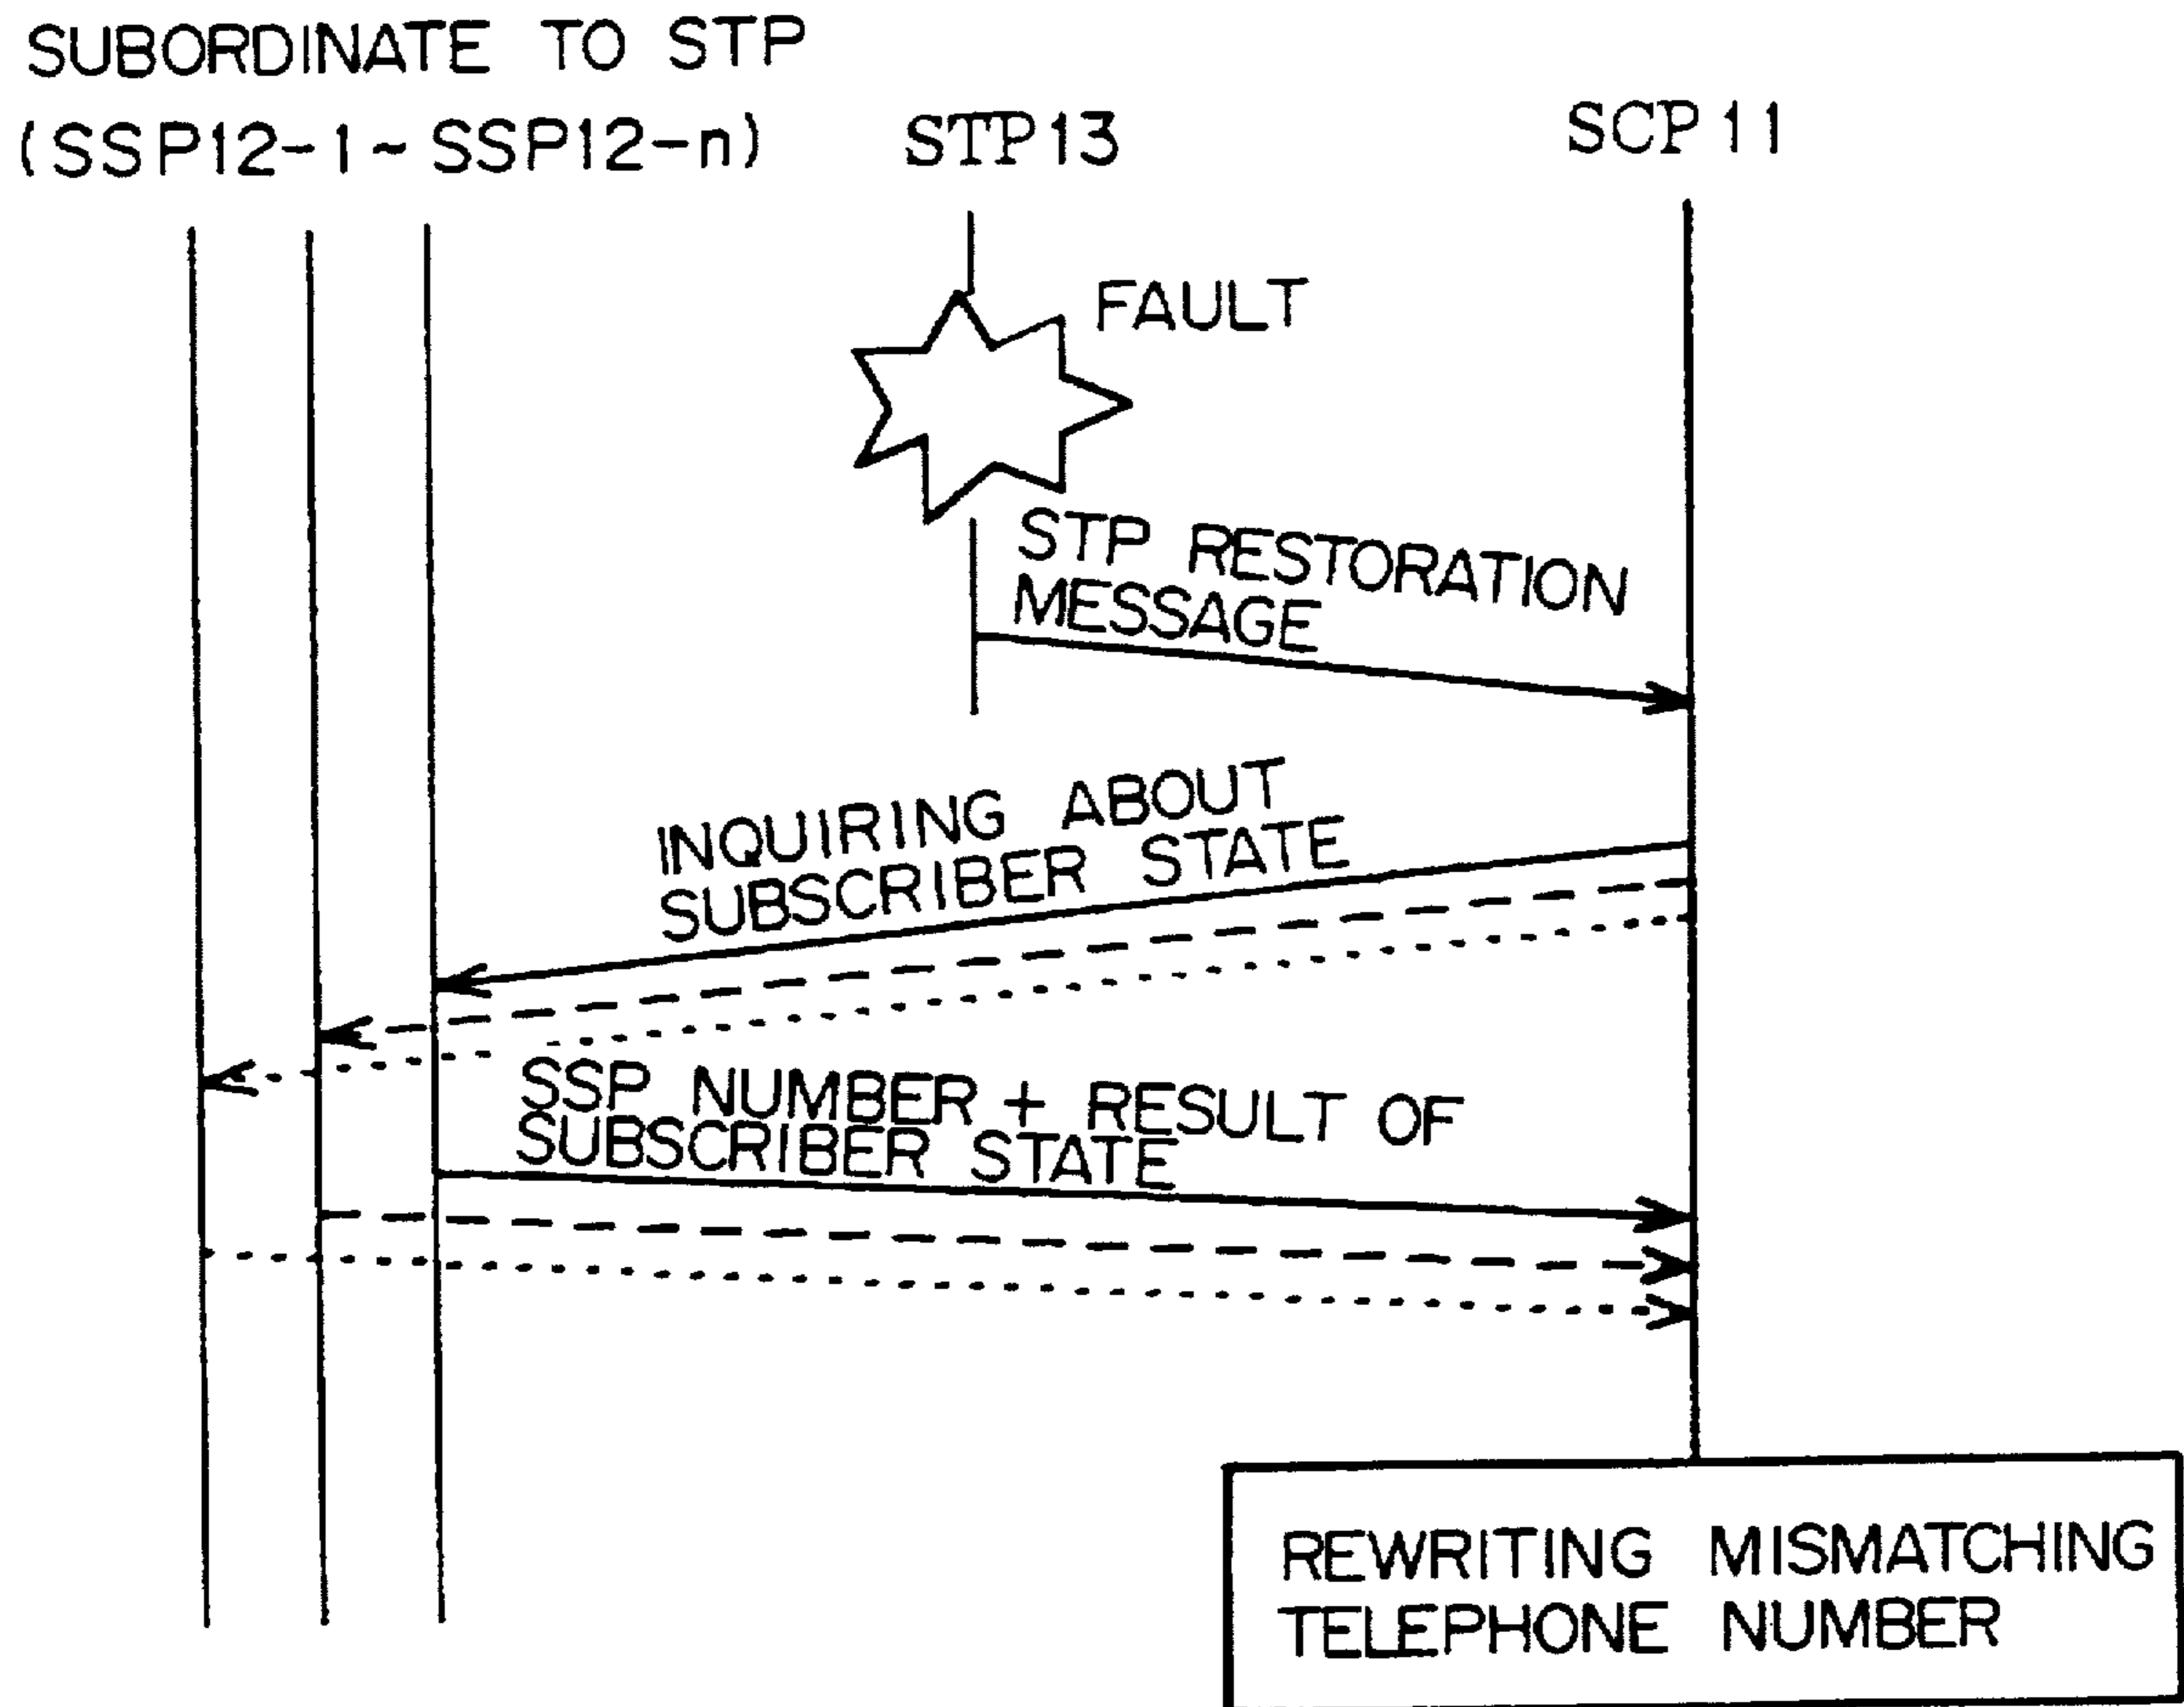 SUBORDINATE TO STP
(SSP12-1~SSP12-n)
STP13
SCP11
FAULT
STP RESTORATION
MESSAGE
INQUIRING ABOUT
SUBSCRIBER STATE
SSP NUMBER + RESULT OF
SUBSCRIBER STATE
REWRITING MISMATCHING
TELEPHONE NUMBER